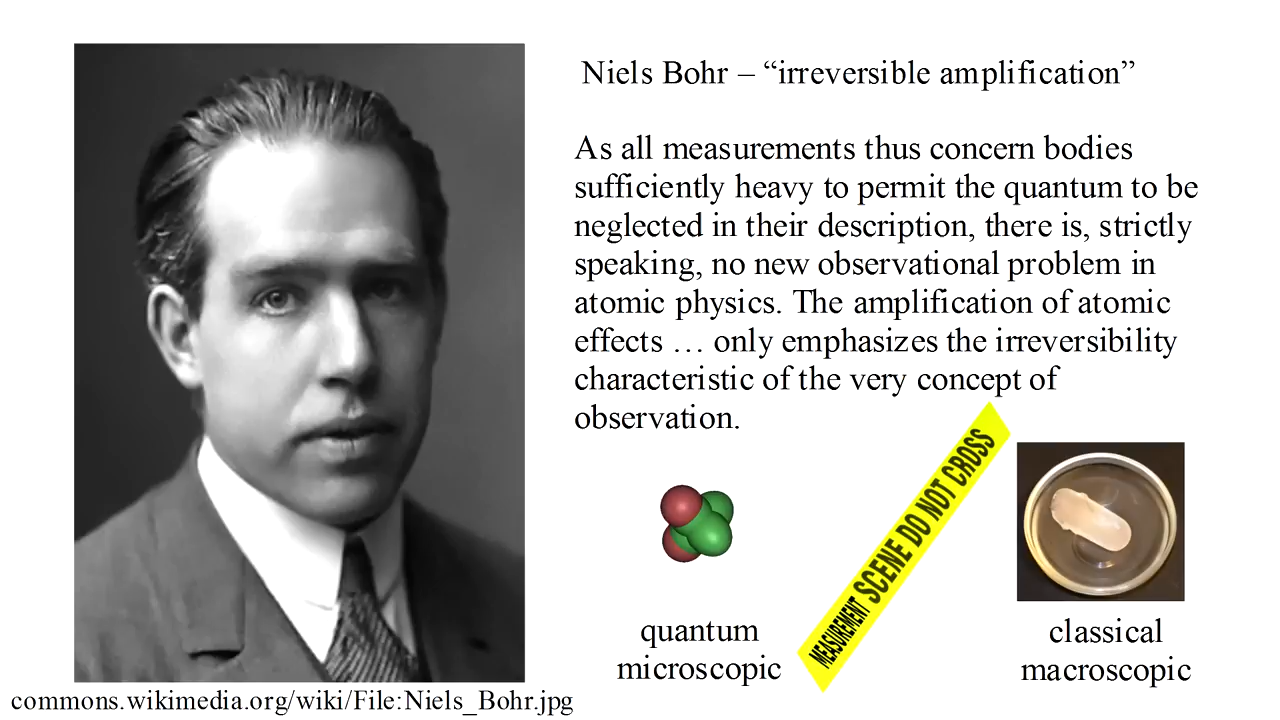 Niels Bohr – “irreversible amplification”
As all measurements thus concern bodies
sufficiently heavy to permit the quantum to be
neglected in their description, there is, strictly
speaking, no new observational problem in
atomic physics. The amplification of atomic
effects … only emphasizes the irreversibility
characteristic of the very concept of
observation.
MEASUREMENT SCENE DO NOT CROSS
quantum
microscopic
classical
macroscopic
commons.wikimedia.org/wiki/File:Niels_Bohr.jpg